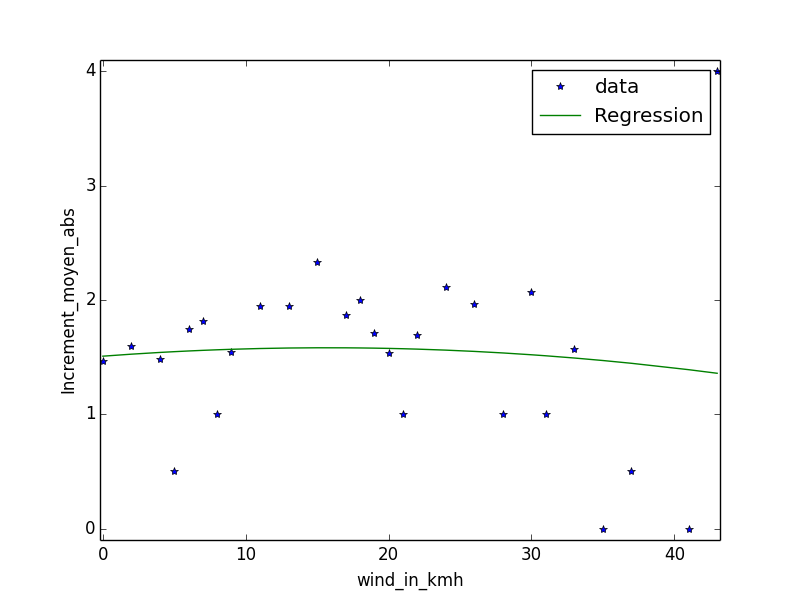 data
Regression
4
3
2
1
0
Increment_moyen_abs
0 10 20 30 40
wind_in_kmh